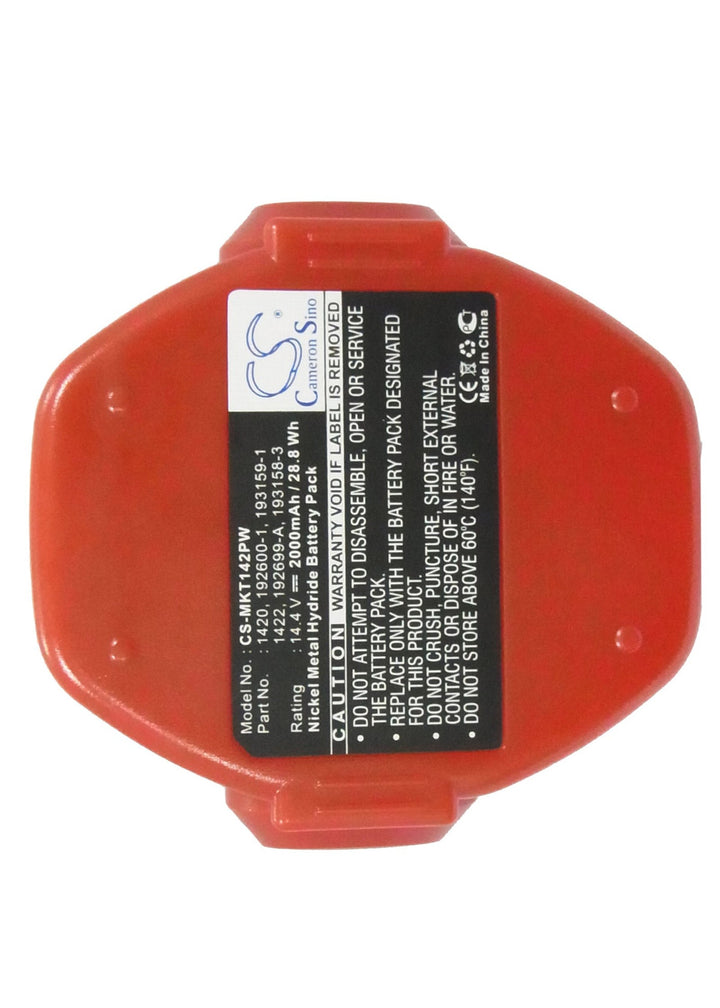 CS ®
Cameron Sino
Model No. : CS-MKT142PW
Part No. : 1420, 192600-1, 193159-1
1422, 192699-A, 193158-3
Rating : 14.4 V ⎓ 2000mAh / 28.8 Wh
Nickel Metal Hydride Battery Pack
CAUTION WARRANTY VOID IF LABEL IS REMOVED
• DO NOT ATTEMPT TO DISASSEMBLE, OPEN OR SERVICE
THE BATTERY PACK.
• REPLACE ONLY WITH THE BATTERY PACK DESIGNATED
FOR THIS PRODUCT.
• DO NOT CRUSH, PUNCTURE, SHORT EXTERNAL
CONTACTS OR DISPOSE OF IN FIRE OR WATER.
• DO NOT STORE ABOVE 60°C (140°F).
CE
Made In China